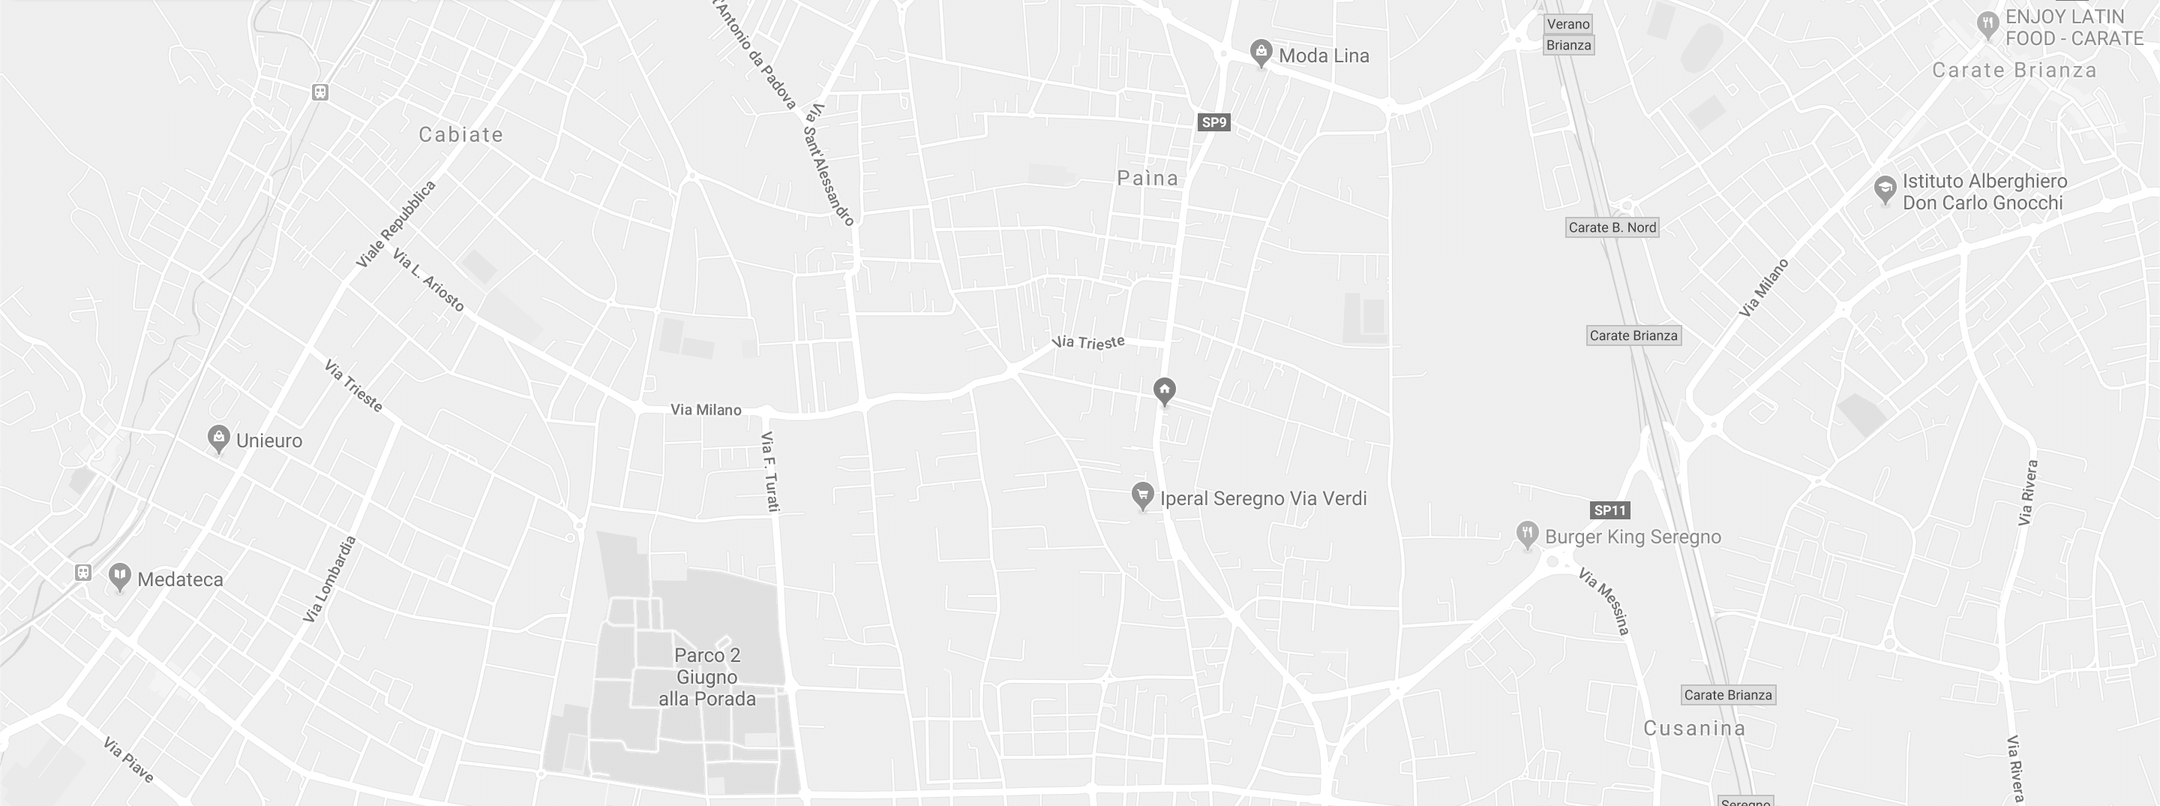 Verano
Brianza
ENJOY LATIN
FOOD - CARATE
Carate Brianza
Moda Lina
SP9
Cabiate
Via Sant'Alessandro
Paina
Istituto Alberghiero
Don Carlo Gnocchi
Carate B. Nord
Viale Repubblica
Via L. Ariosto
Via Milano
Carate Brianza
Via Trieste
Via Trieste
Via Milano
Unieuro
Via F. Turati
Iperal Seregno Via Verdi
Via Rivera
SP11
Burger King Seregno
Medateca
Via Lombardia
Via Messina
Parco 2
Giugno
alla Porada
Carate Brianza
Cusanina
Via Piave
Via Rivera
Seregno